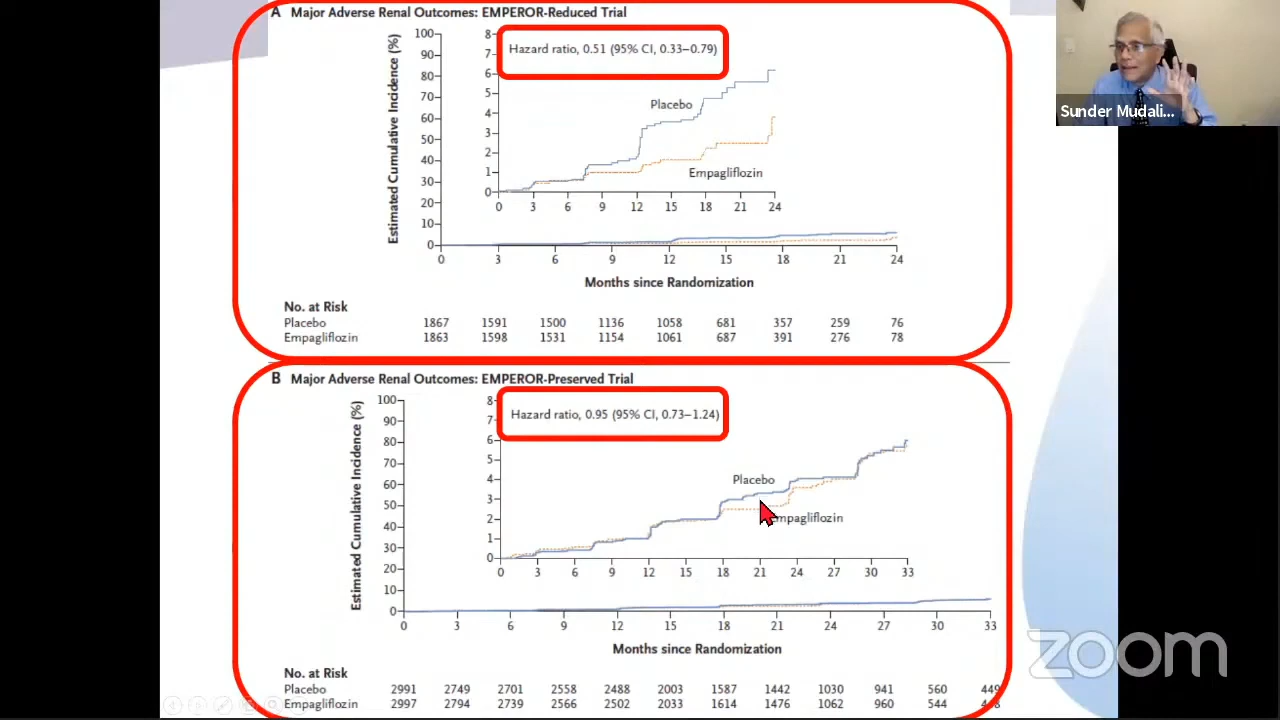 A Major Adverse Renal Outcomes: EMPEROR-Reduced Trial
Hazard ratio, 0.51 (95% CI, 0.33–0.79)
Estimated Cumulative Incidence (%)
100
90
80
70
60
50
40
30
20
10
0
8
7
6
5
4
3
2
1
0
Placebo
Empagliflozin
0 3 6 9 12 15 18 21 24
0 3 6 9 12 15 18 21 24
Months since Randomization
No. at Risk
Placebo 1867 1591 1500 1136 1058 681 357 259 76
Empagliflozin 1863 1598 1531 1154 1061 687 391 276 78
B Major Adverse Renal Outcomes: EMPEROR-Preserved Trial
Hazard ratio, 0.95 (95% CI, 0.73–1.24)
Estimated Cumulative Incidence (%)
100
90
80
70
60
50
40
30
20
10
0
8
7
6
5
4
3
2
1
0
Placebo
mpagliflozin
0 3 6 9 12 15 18 21 24 27 30 33
0 3 6 9 12 15 18 21 24 27 30 33
Months since Randomization
No. at Risk
Placebo 2991 2749 2701 2558 2488 2003 1587 1442 1030 941 560 449
Empagliflozin 2997 2794 2739 2566 2502 2033 1614 1476 1062 960 544
Sunder Mudali...
zoom